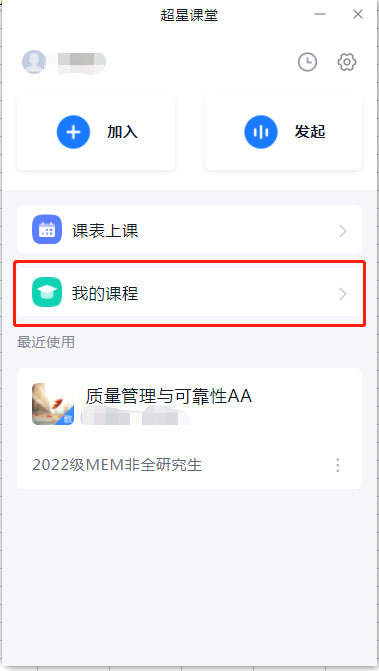 超星课堂
加入
发起
课表上课
我的课程
最近使用
质量管理与可靠性AA
教
2022级MEM非全研究生